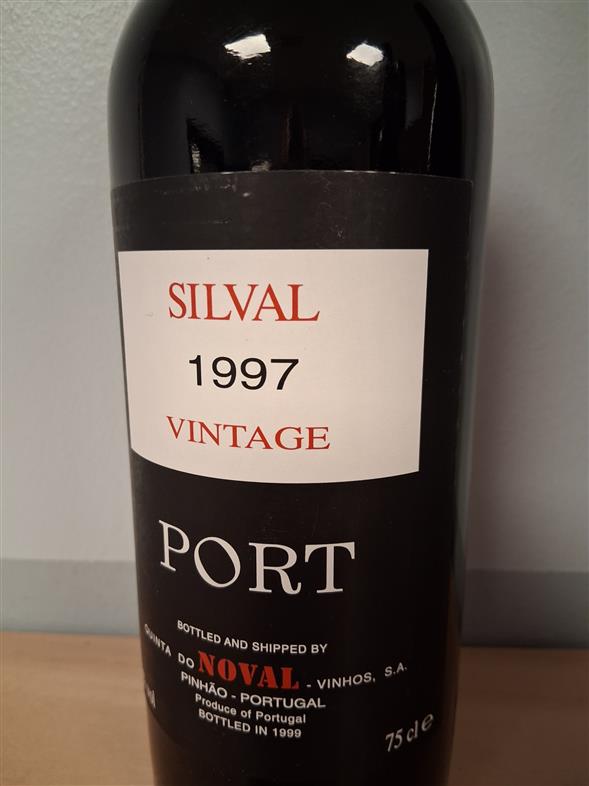 SILVAL
1997
VINTAGE
PORT
BOTTLED AND SHIPPED BY
QUINTA DO NOVAL - VINHOS, S.A.
PINHÃO - PORTUGAL
Produce of Portugal
BOTTLED IN 1999
75 cl e